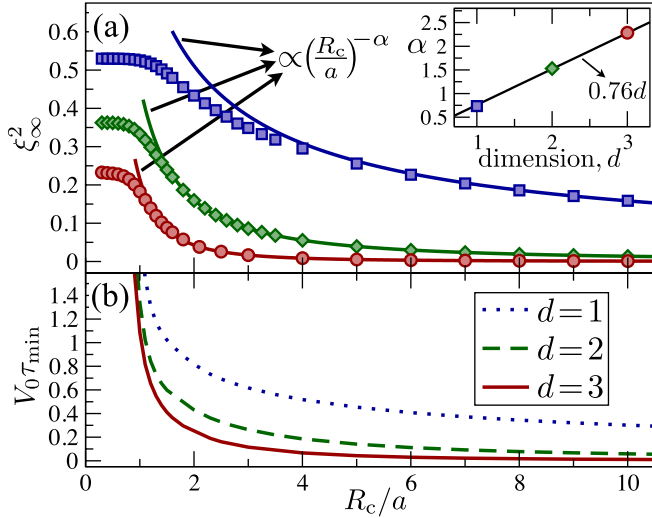 (a)
ξ²∞
0.6
0.5
0.4
0.3
0.2
0.1
0
∝(Rc/a)^−α
α
2.5
2
1.5
1
0.5
1 2 3
dimension, d
0.76d
(b)
V₀τmin
1.4
1.2
1
0.8
0.6
0.4
0.2
0
d=1
d=2
d=3
0 2 4 6 8 10
Rc/a